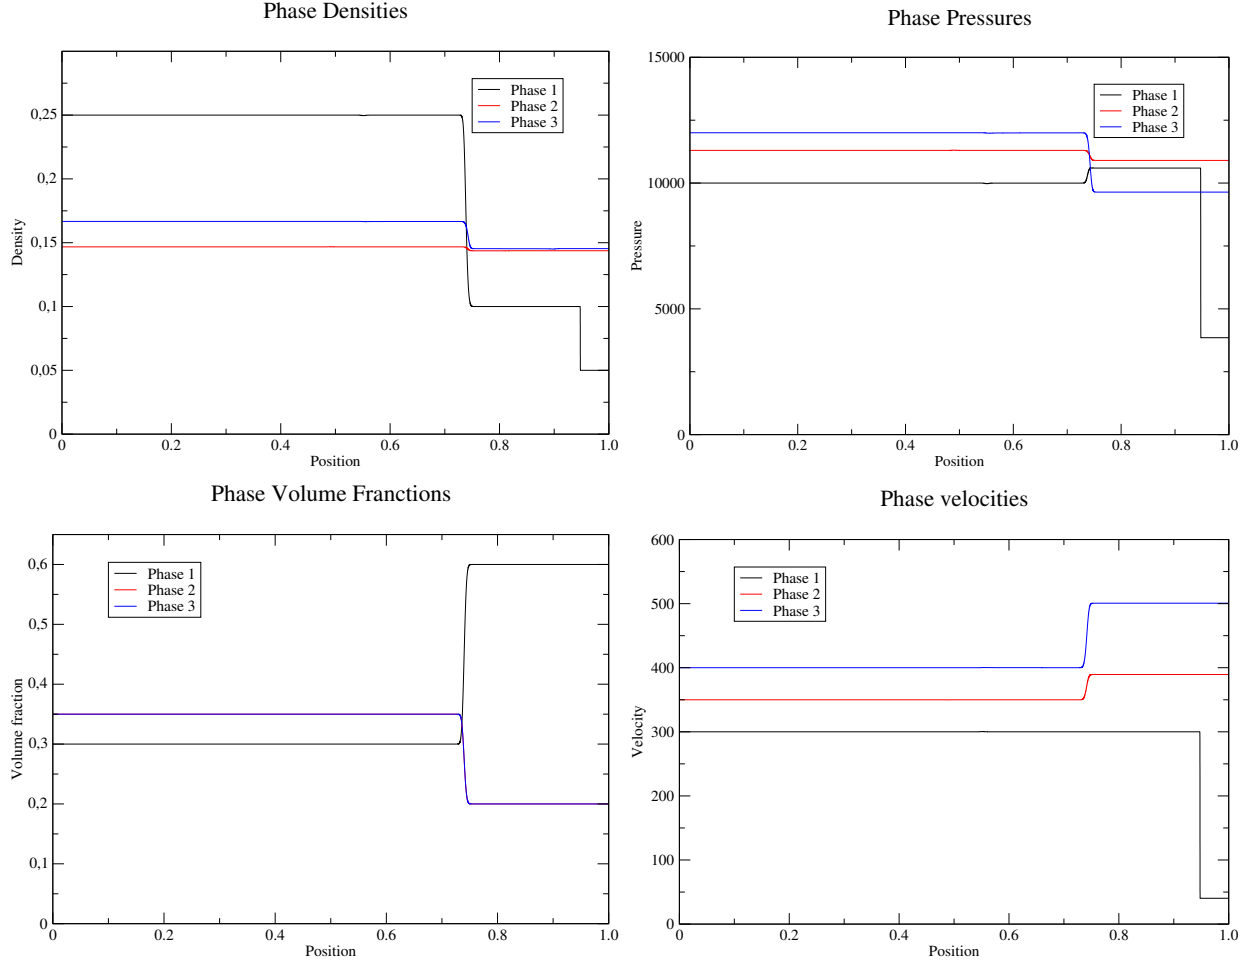 Phase Densities
Phase 1
Phase 2
Phase 3
0,25
0,2
0,15
0,1
0,05
0
Density
0 0.2 0.4 0.6 0.8 1.0
Position
Phase Pressures
Phase 1
Phase 2
Phase 3
15000
10000
5000
0
Pressure
0 0.2 0.4 0.6 0.8 1.0
Position
Phase Volume Franctions
Phase 1
Phase 2
Phase 3
0,6
0,5
0,4
0,3
0,2
0,1
0
Volume fraction
0 0.2 0.4 0.6 0.8 1.0
Position
Phase velocities
Phase 1
Phase 2
Phase 3
600
500
400
300
200
100
0
Velocity
0 0.2 0.4 0.6 0.8 1.0
Position